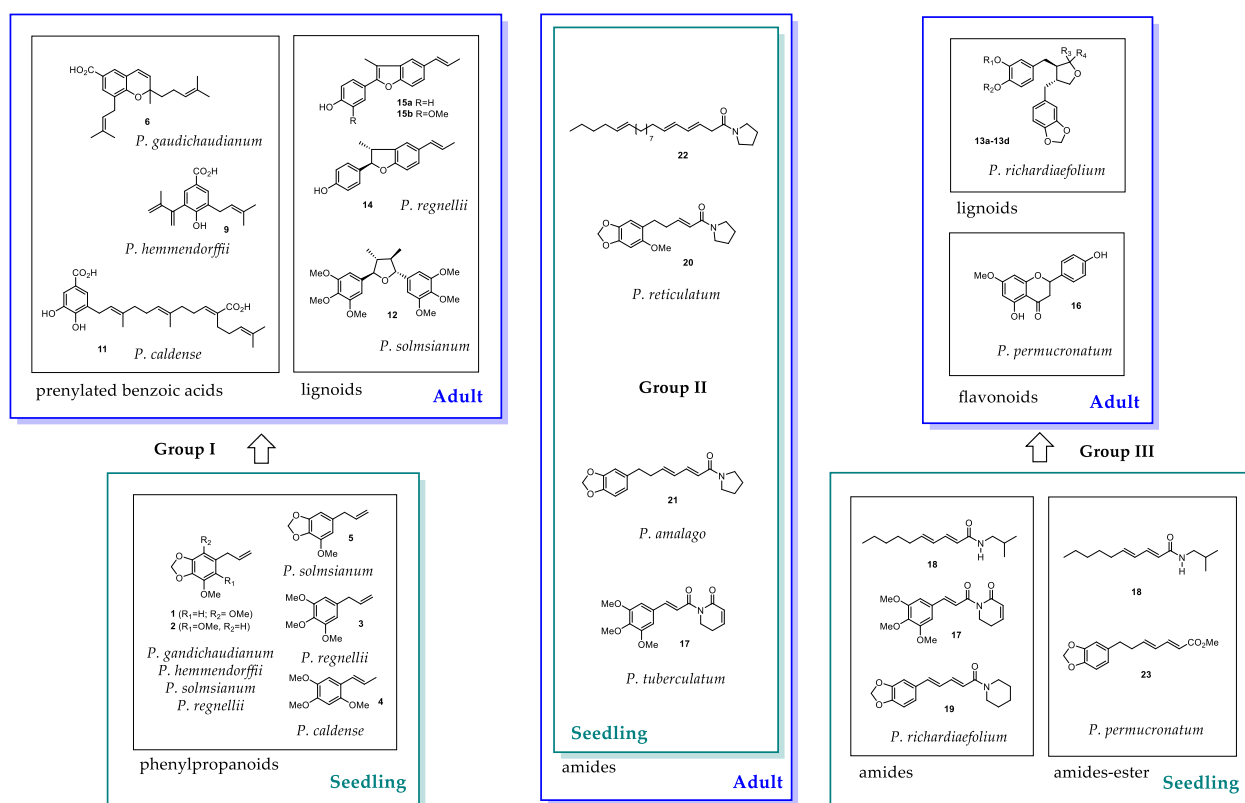 HO₂C
O
Me
6
P. gaudichaudianum
CO₂H
OH
9
P. hemmendorffii
CO₂H
HO
OH
CO₂H
11
P. caldense
prenylated benzoic acids
HO
R
O
15a R=H
15b R=OMe
HO
O
14
P. regnellii
MeO
MeO
OMe
O
12
OMe
OMe
OMe
P. solmsianum
lignoids
Adult
Group I
R₂
O
O
R₁
OMe
1 (R₁=H; R₂= OMe)
2 (R₁=OMe, R₂=H)
P. gandichaudianum
P. hemmendorffii
P. solmsianum
P. regnellii
O
O
OMe
5
P. solmsianum
MeO
MeO
OMe
3
P. regnellii
MeO
MeO
OMe
4
P. caldense
phenylpropanoids
Seedling
7
O
N
22
O
O
OMe
O
N
20
P. reticulatum
Group II
O
O
O
N
21
P. amalago
MeO
MeO
OMe
O
N
O
17
P. tuberculatum
Seedling
amides
Adult
R₁O
R₂O
R₃
R₄
O
O
O
13a-13d
P. richardiaefolium
lignoids
MeO
O
OH
OH
O
16
P. permucronatum
flavonoids
Adult
Group III
O
N
H
18
MeO
MeO
OMe
O
N
O
17
O
O
O
N
19
P. richardiaefolium
amides
O
N
H
18
O
O
CO₂Me
23
P. permucronatum
amides-ester
Seedling